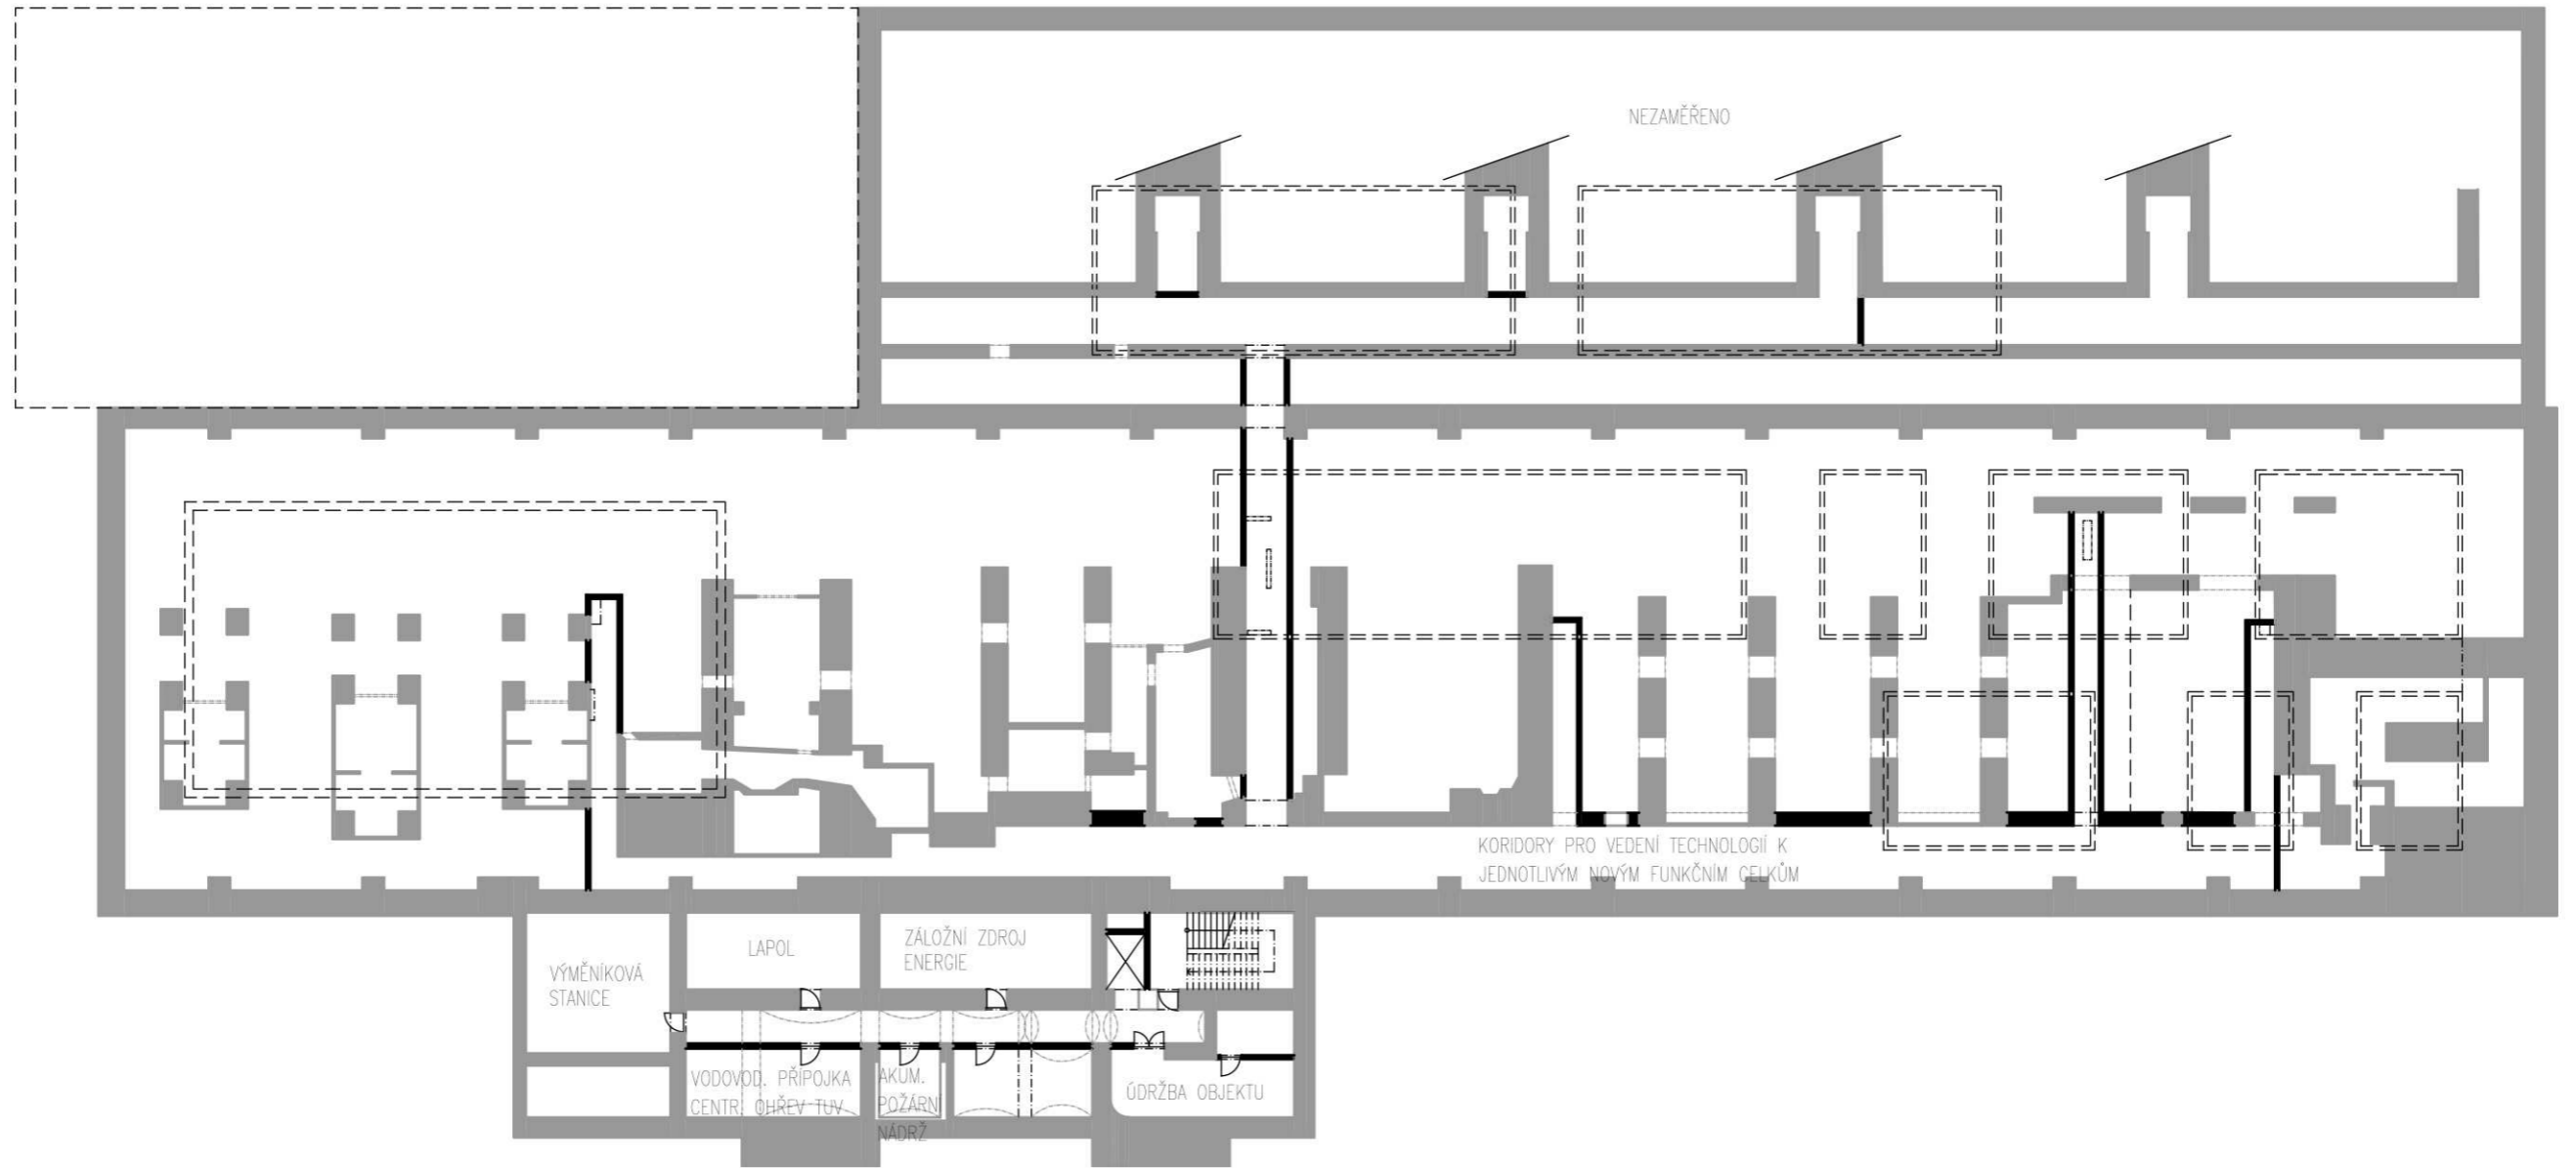 NEZAMĚŘENO
KORIDORY PRO VEDENÍ TECHNOLOGIÍ K
JEDNOTLIVÝM NOVÝM FUNKČNÍM CELKŮM
VÝMĚNÍKOVÁ
STANICE
LAPOL
ZÁLOŽNÍ ZDROJ
ENERGIE
VODOVOD. PŘÍPOJKA
CENTR. OHŘEV TUV
AKUM.
POŽÁRNÍ
NÁDRŽ
ÚDRŽBA OBJEKTU